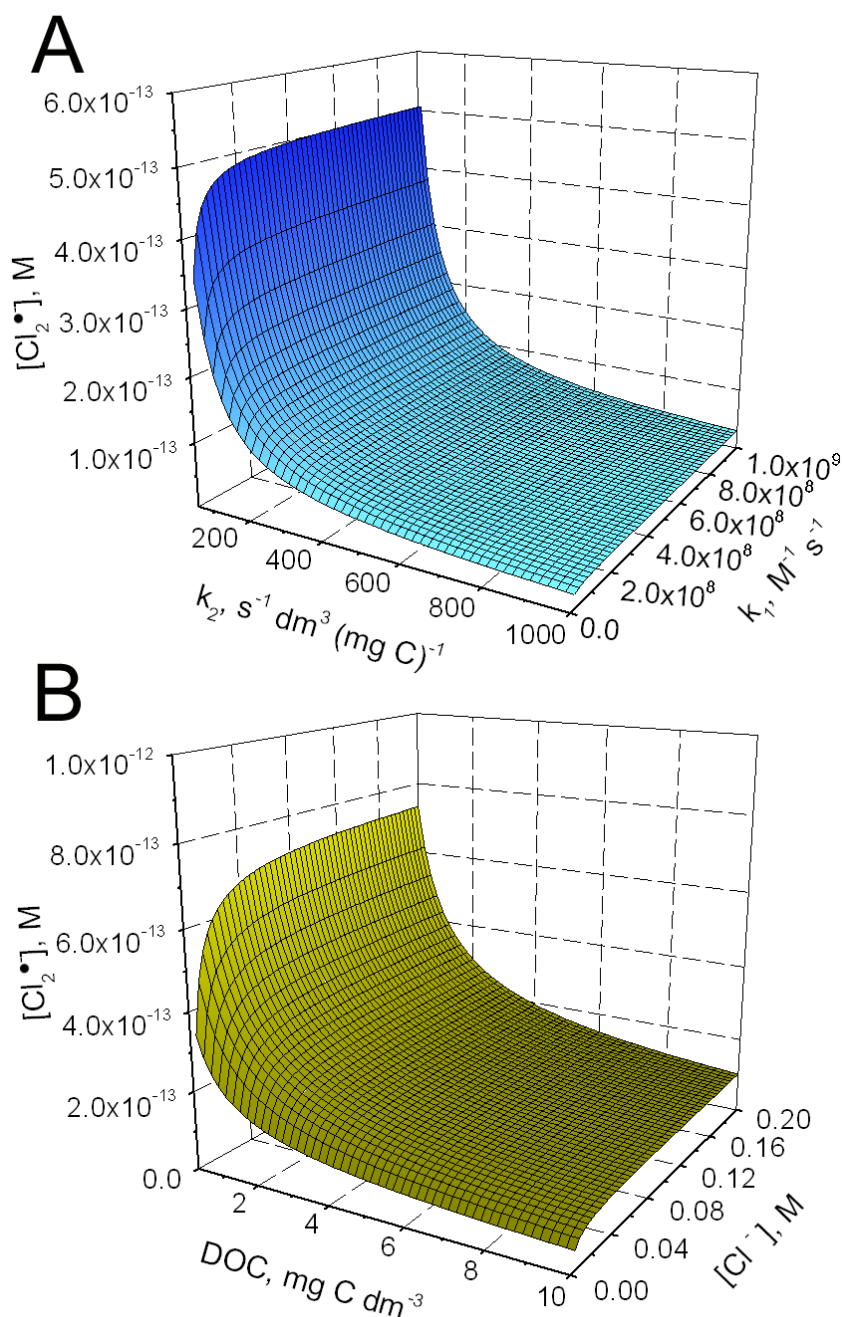 A
6.0x10⁻¹³
5.0x10⁻¹³
4.0x10⁻¹³
3.0x10⁻¹³
2.0x10⁻¹³
1.0x10⁻¹³
[Cl₂•⁻], M
200
400
600
800
1000
k₂, s⁻¹ dm³ (mg C)⁻¹
0.0
2.0x10⁸
4.0x10⁸
6.0x10⁸
8.0x10⁸
1.0x10⁹
k₁, M⁻¹ s⁻¹
B
1.0x10⁻¹²
8.0x10⁻¹³
6.0x10⁻¹³
4.0x10⁻¹³
2.0x10⁻¹³
0.0
[Cl₂•⁻], M
2
4
6
8
10
DOC, mg C dm⁻³
0.00
0.04
0.08
0.12
0.16
0.20
[Cl⁻], M